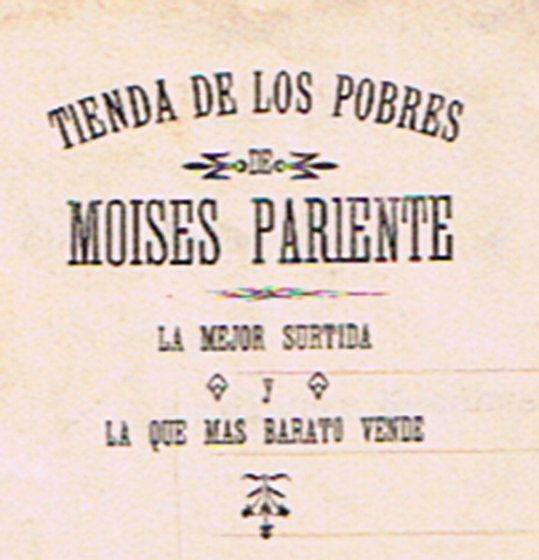 TIENDA DE LOS POBRES
DE
MOISES PARIENTE
LA MEJOR SURTIDA
y
LA QUE MAS BARATO VENDE